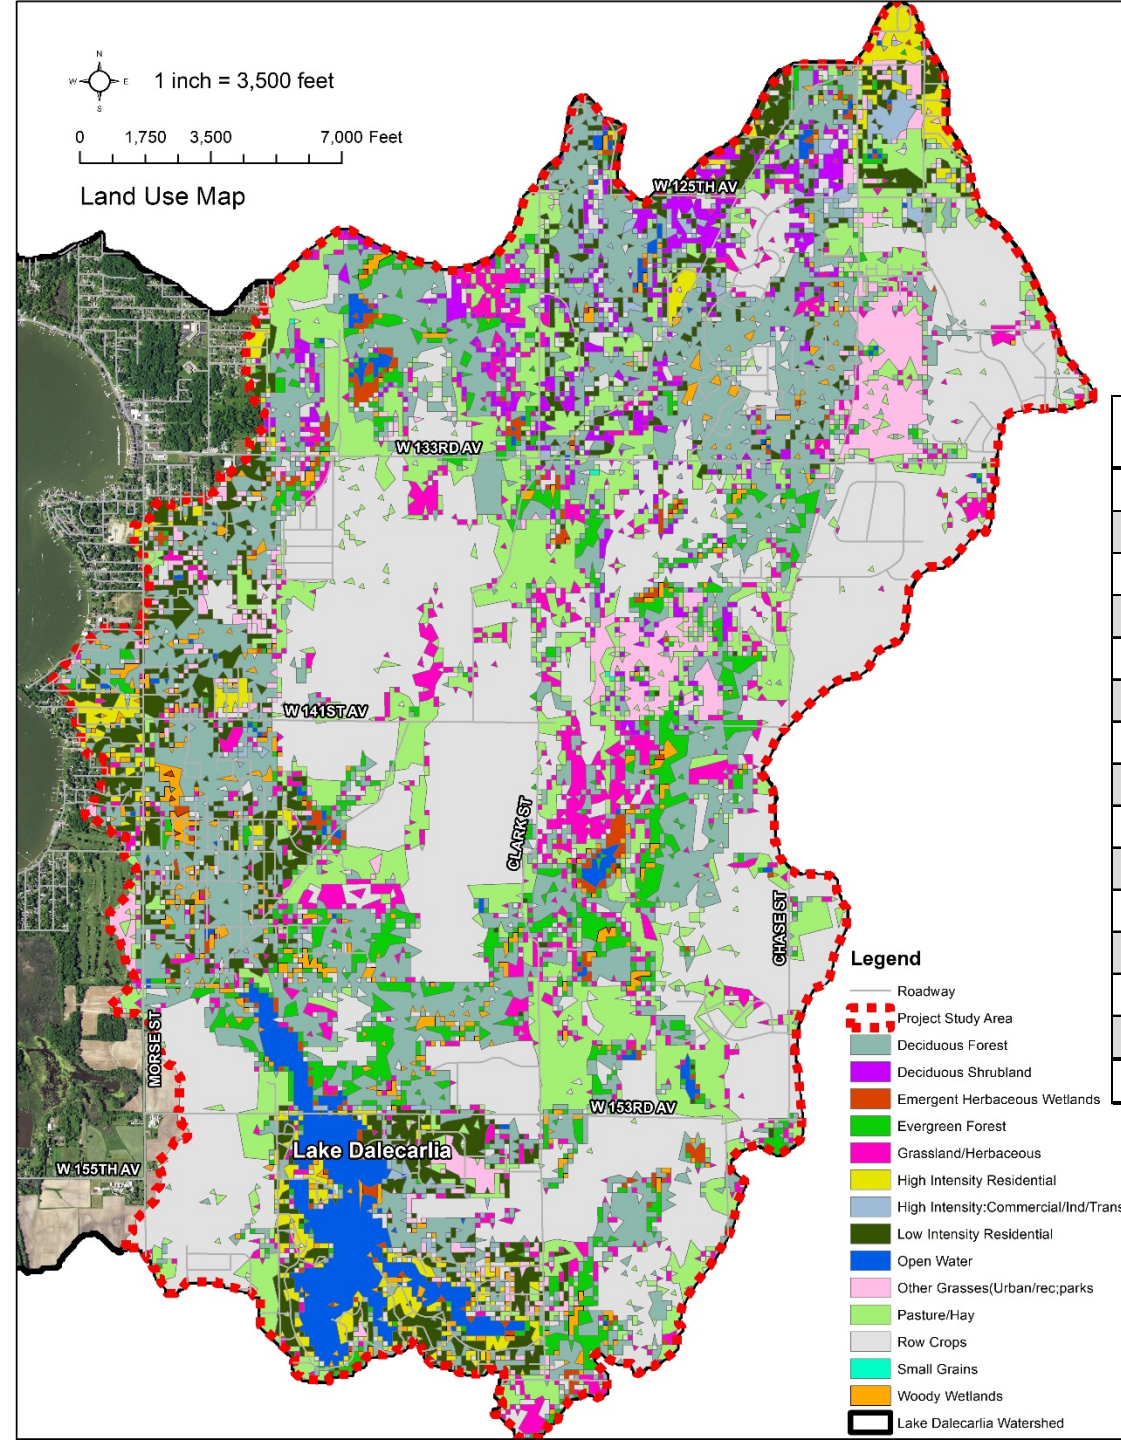 N
W E
S
1 inch = 3,500 feet
0 1,750 3,500 7,000 Feet
Land Use Map
W 125TH AV
W 133RD AV
W 141ST AV
CLARK ST
CHASE ST
MORSE ST
W 153RD AV
Lake Dalecarlia
W 155TH AV
Legend
Roadway
Project Study Area
Deciduous Forest
Deciduous Shrubland
Emergent Herbaceous Wetlands
Evergreen Forest
Grassland/Herbaceous
High Intensity Residential
High Intensity:Commercial/Ind/Trans
Low Intensity Residential
Open Water
Other Grasses(Urban/rec;parks
Pasture/Hay
Row Crops
Small Grains
Woody Wetlands
Lake Dalecarlia Watershed